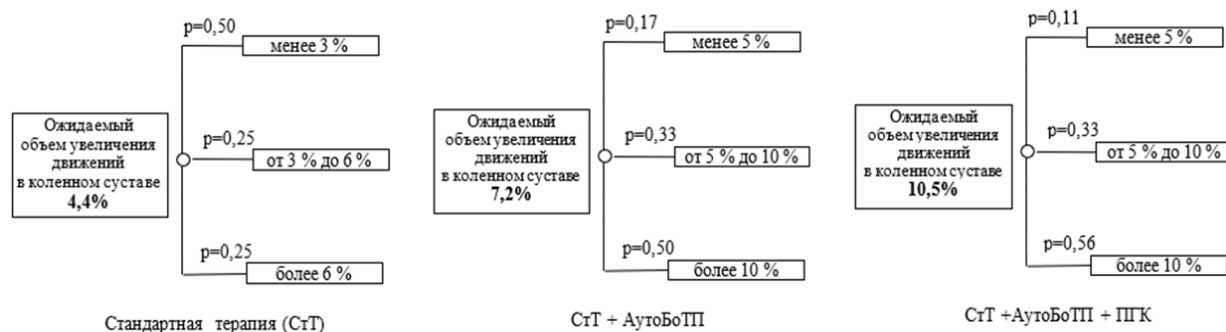 p=0,50
менее 3 %
Ожидаемый
объем увеличения
движений
в коленном суставе
4,4%
p=0,25
от 3 % до 6 %
p=0,25
более 6 %
Стандартная терапия (СтТ)
p=0,17
менее 5 %
Ожидаемый
объем увеличения
движений
в коленном суставе
7,2%
p=0,33
от 5 % до 10 %
p=0,50
более 10 %
СтТ + АутоБоТП
p=0,11
менее 5 %
Ожидаемый
объем увеличения
движений
в коленном суставе
10,5%
p=0,33
от 5 % до 10 %
p=0,56
более 10 %
СтТ +АутоБоТП + ПГК